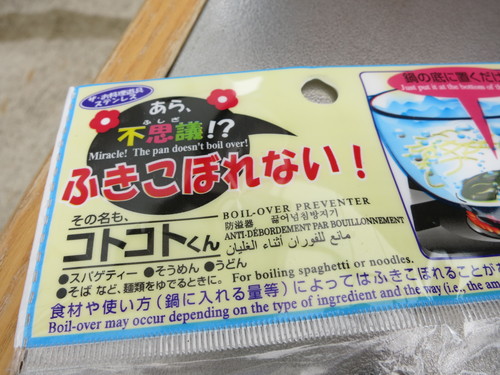 ザ・お料理道具
ステンレス
あら、
ふしぎ
不思議!?
Miracle! The pan doesn't boil over!
ふきこぼれない!
その名も、
コトコトくん
BOIL-OVER PREVENTER
防溢器 끓어넘침방지기
ANTI-DÉBORDEMENT PAR BOUILLONNEMENT
مانع للفوران أثناء الغليان
●スパゲティー ●そうめん ●うどん
●そば など、麺類をゆでるときに。 For boiling spaghetti or noodles.
食材や使い方(鍋に入れる量等)によってはふきこぼれることが
Boil-over may occur depending on the type of ingredient and the way (i.e., the am
鍋の底に置くだけ
Just put it at the bottom of the